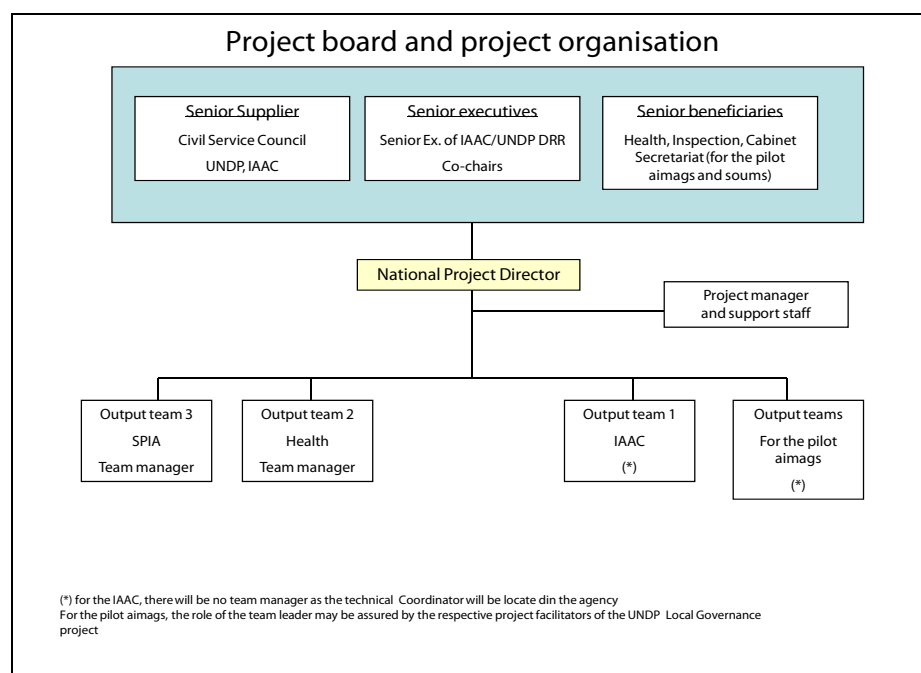 Project board and project organisation
Senior Supplier
Civil Service Council
UNDP, IAAC
Senior executives
Senior Ex. of IAAC/UNDP DRR
Co-chairs
Senior beneficiaries
Health, Inspection, Cabinet
Secretariat (for the pilot
aimags and soums)
National Project Director
Project manager
and support staff
Output team 3
SPIA
Team manager
Output team 2
Health
Team manager
Output team 1
IAAC
(*)
Output teams
For the pilot
aimags
(*)
(*) for the IAAC, there will be no team manager as the technical Coordinator will be locate din the agency
For the pilot aimags, the role of the team leader may be assured by the respective project facilitators of the UNDP Local Governance
project